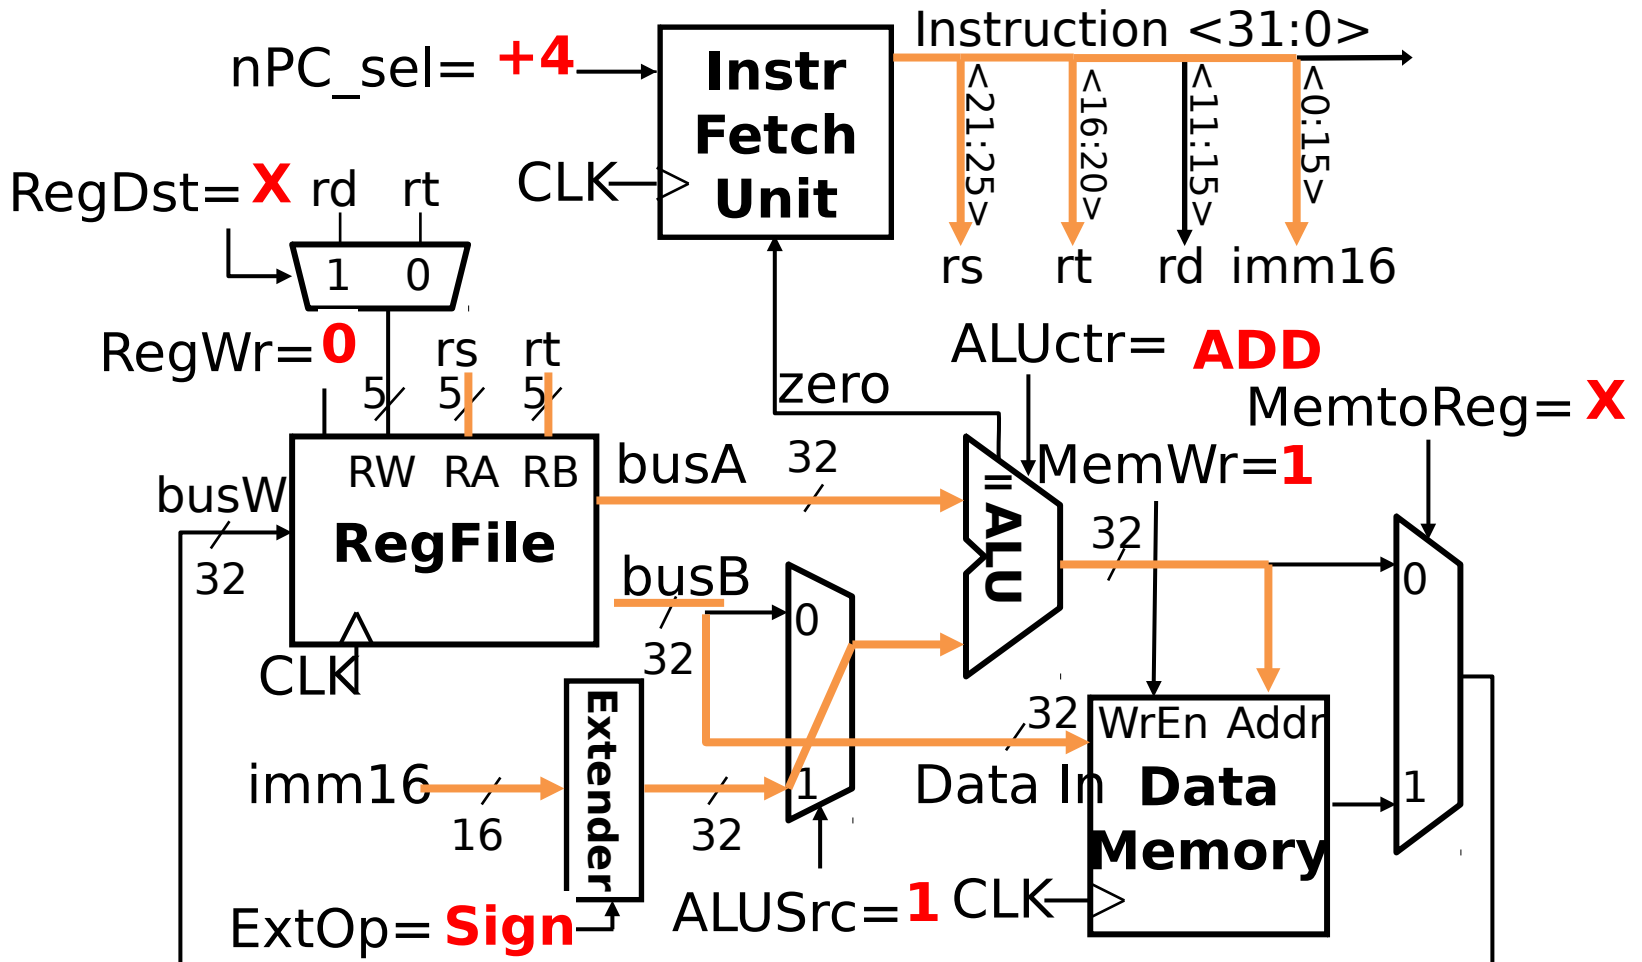 Instruction <31:0>
nPC_sel= +4
Instr
Fetch
Unit
CLK
<21:25>
<16:20>
<11:15>
<0:15>
rs
rt
rd
imm16
RegDst= X
rd
rt
1
0
RegWr= 0
rs
rt
5
5
5
ALUctr= ADD
zero
MemtoReg= X
MemWr=1
busW
32
RW
RA
RB
RegFile
CLK
busA
32
busB
32
0
1
=
ALU
32
0
1
32
WrEn
Addr
Data In
Data
Memory
CLK
imm16
16
Extender
32
ExtOp= Sign
ALUSrc=1